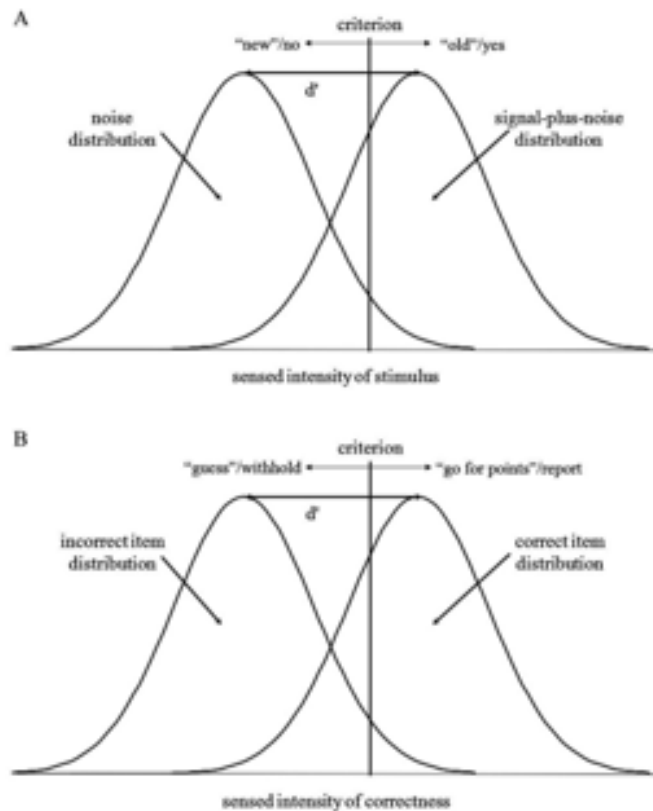 A
criterion
“new”/no
“old”/yes
d'
noise
distribution
signal-plus-noise
distribution
sensed intensity of stimulus
B
criterion
“guess”/withhold
“go for points”/report
d'
incorrect item
distribution
correct item
distribution
sensed intensity of correctness